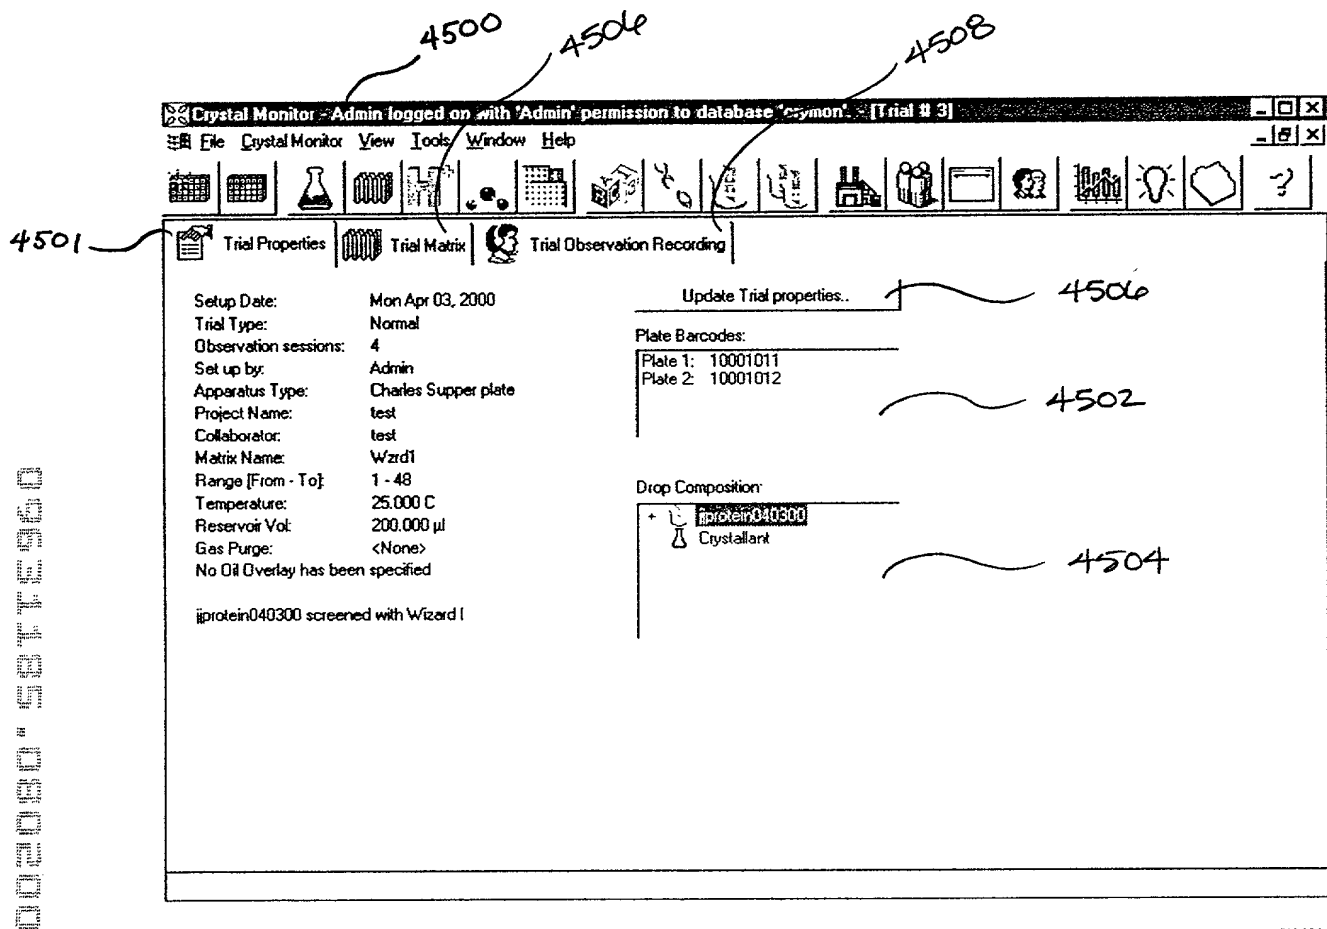 4500
4506
4508
Crystal Monitor - Admin logged on with 'Admin' permission to database 'crymon'. - [Trial # 3]
File Crystal Monitor View Tools Window Help
4501
Trial Properties Trial Matrix Trial Observation Recording
Setup Date: Mon Apr 03, 2000
Trial Type: Normal
Observation sessions: 4
Set up by: Admin
Apparatus Type: Charles Supper plate
Project Name: test
Collaborator: test
Matrix Name: Wzrd1
Range [From - To]: 1 - 48
Temperature: 25.000 C
Reservoir Vol: 200.000 µl
Gas Purge: <None>
No Oil Overlay has been specified
jjprotein040300 screened with Wizard I
Update Trial properties..
4506
Plate Barcodes:
Plate 1: 10001011
Plate 2: 10001012
4502
Drop Composition:
+ jjprotein040300
Crystallant
4504